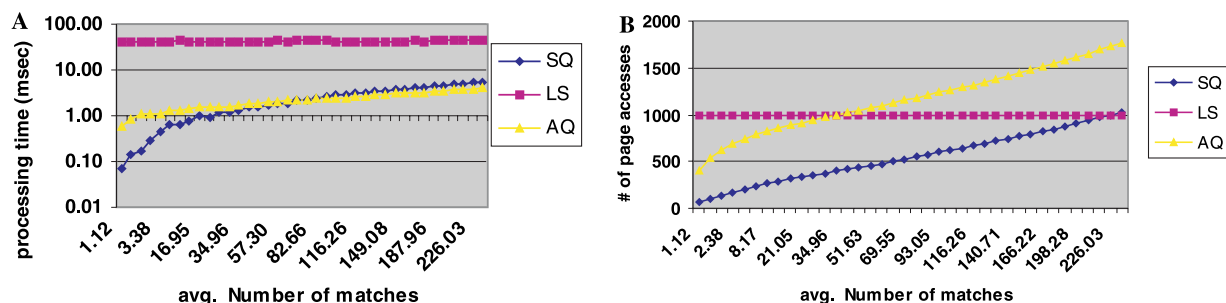 A
processing time (msec)
100.00
10.00
1.00
0.10
0.01
1.12
3.38
16.95
34.96
57.30
82.66
116.26
149.08
187.96
226.03
avg. Number of matches
SQ
LS
AQ
B
# of page accesses
2000
1500
1000
500
0
1.12
2.38
8.17
21.05
34.96
51.63
69.55
93.05
116.26
140.71
166.22
198.28
226.03
avg. Number of matches
SQ
LS
AQ